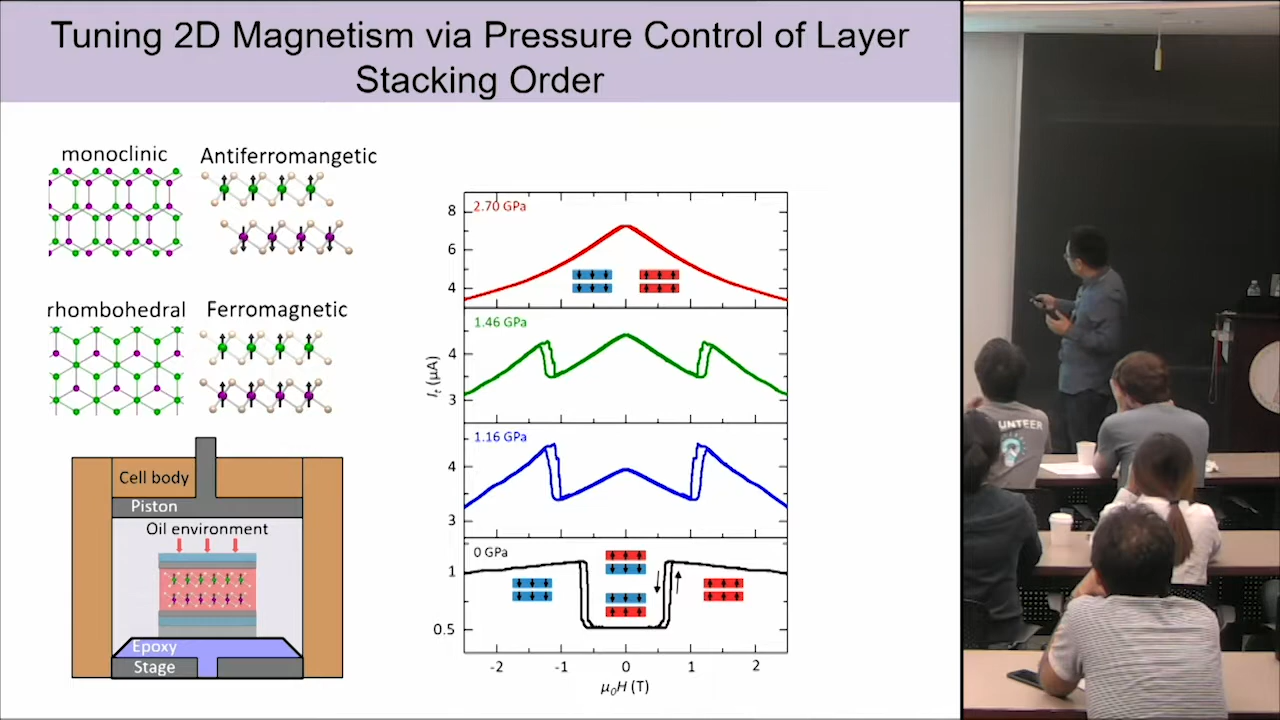 Tuning 2D Magnetism via Pressure Control of Layer
Stacking Order
monoclinic
Antiferromangetic
rhombohedral
Ferromagnetic
Cell body
Piston
Oil environment
Epoxy
Stage
2.70 GPa
8
6
4
1.46 GPa
4
3
1.16 GPa
4
3
0 GPa
1
0.5
It (μA)
-2 -1 0 1 2
μ0H (T)
UNTEER